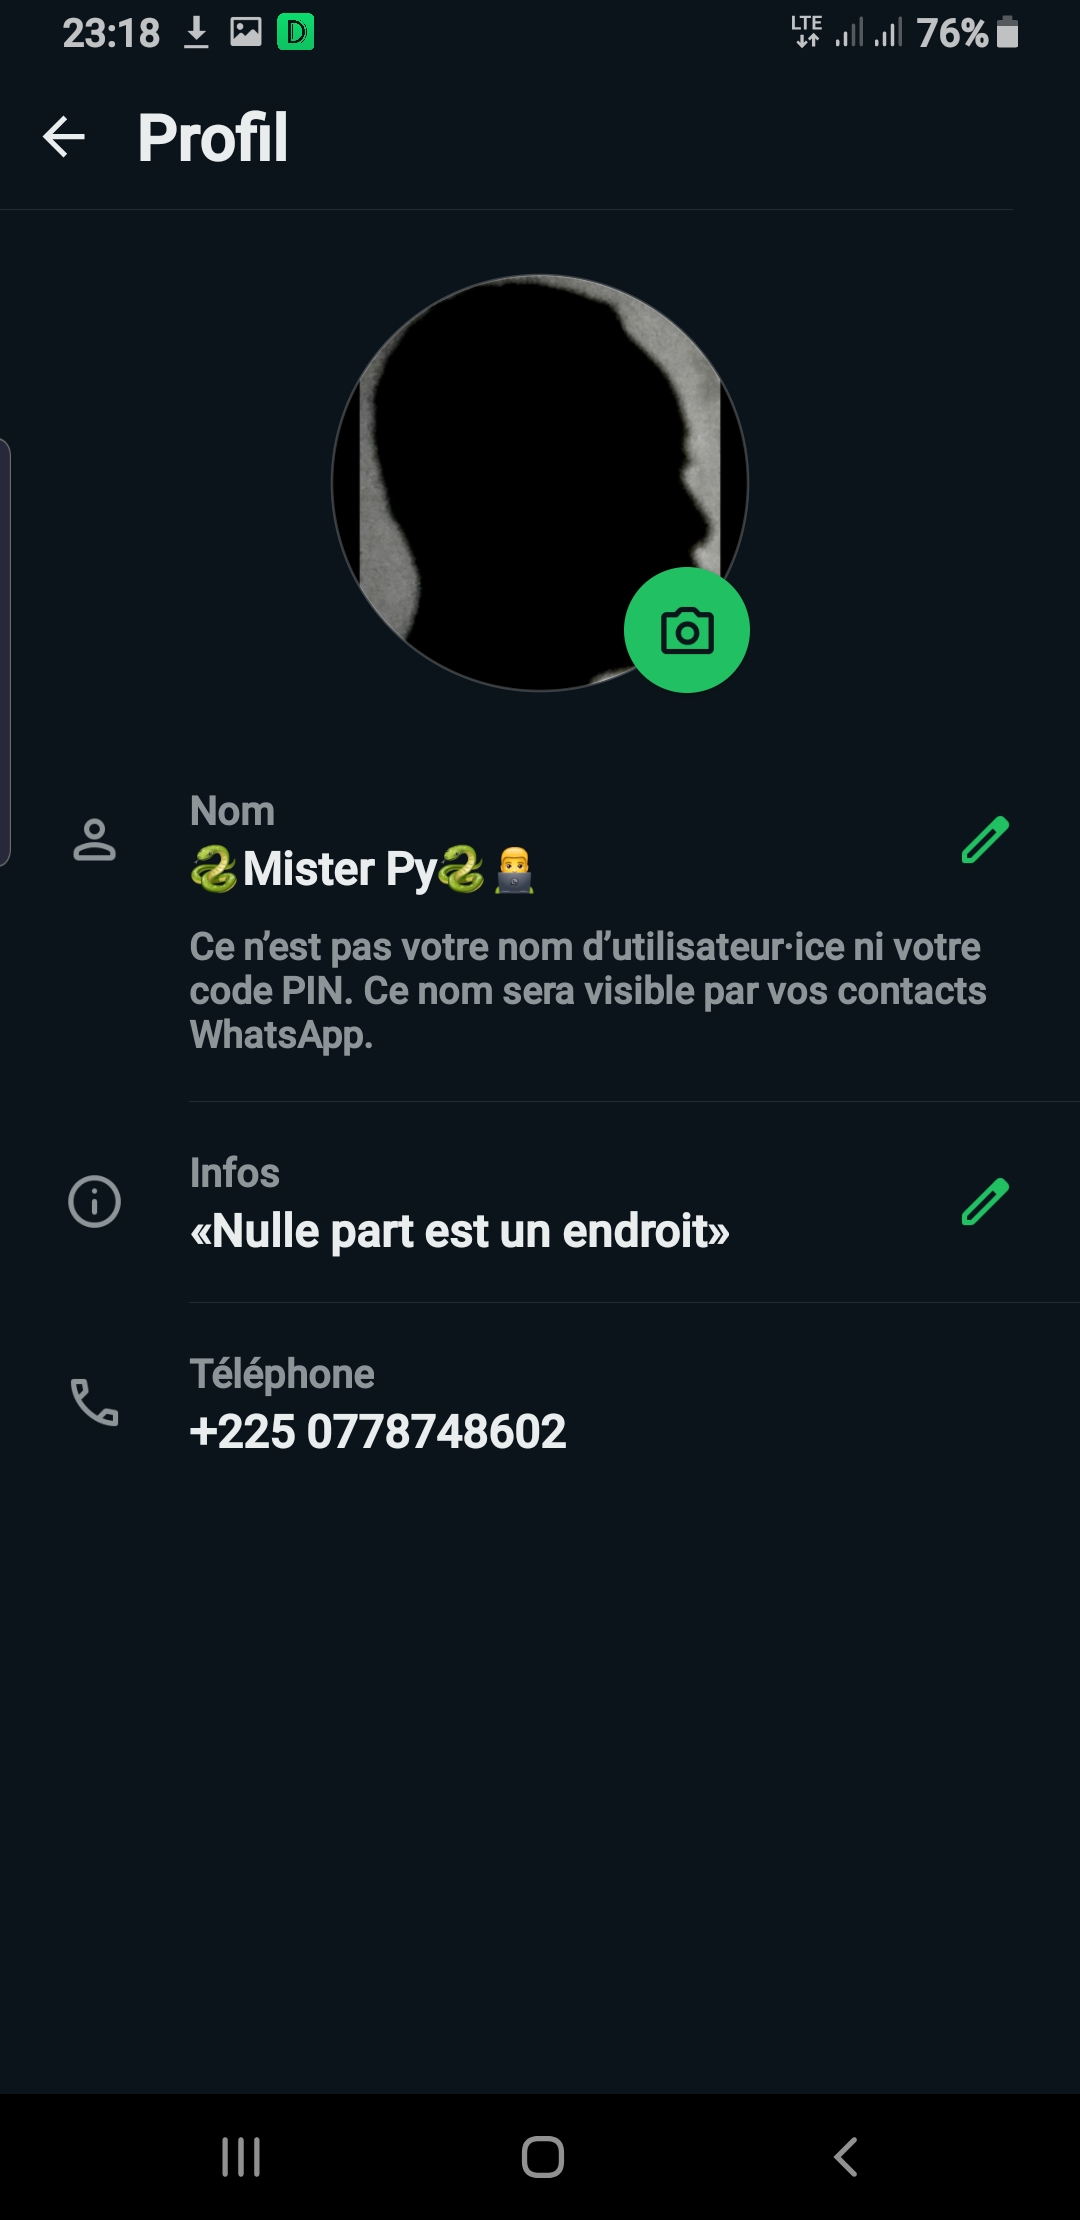 23:18 D LTE 76%
Profil
Nom
🐍Mister Py🐍👨‍💻
Ce n’est pas votre nom d’utilisateur·ice ni votre
code PIN. Ce nom sera visible par vos contacts
WhatsApp.
Infos
«Nulle part est un endroit»
Téléphone
+225 0778748602